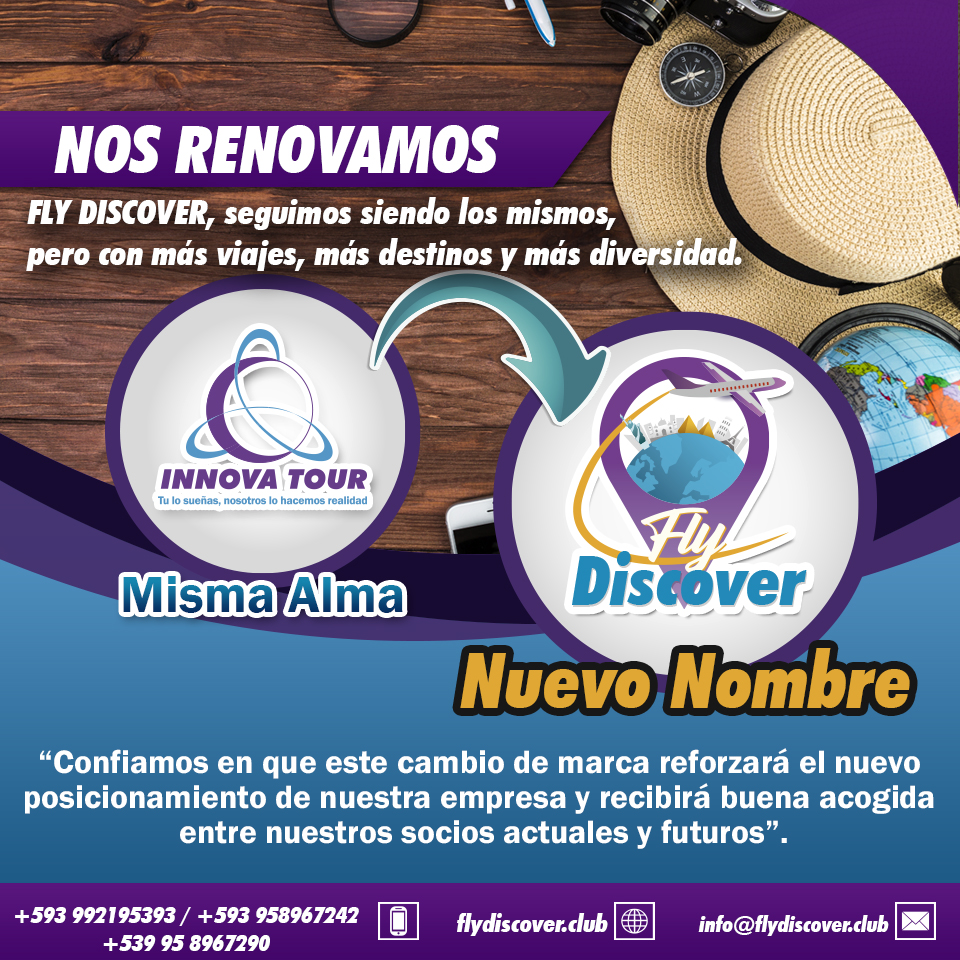 NOS RENOVAMOS
FLY DISCOVER, seguimos siendo los mismos,
pero con más viajes, más destinos y más diversidad.
INNOVA TOUR
Tu lo sueñas, nosotros lo hacemos realidad
Misma Alma
Fly
Discover
Nuevo Nombre
“Confiamos en que este cambio de marca reforzará el nuevo
posicionamiento de nuestra empresa y recibirá buena acogida
entre nuestros socios actuales y futuros”.
+593 992195393 / +593 958967242
+539 95 8967290
flydiscover.club
info@flydiscover.club